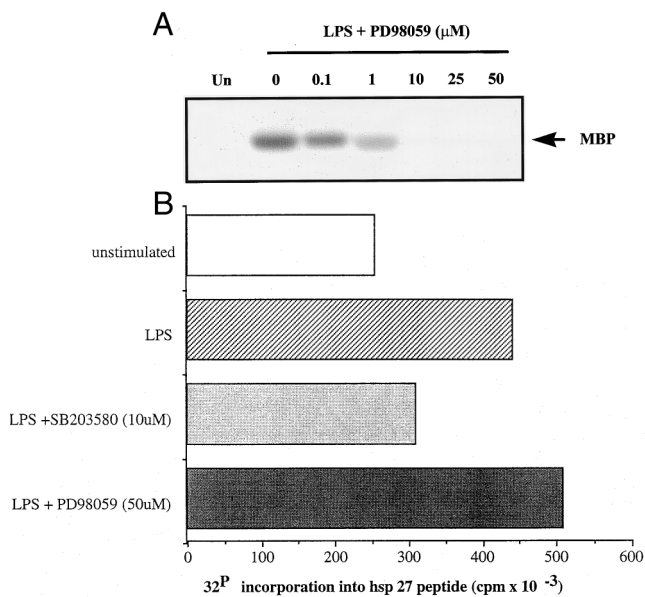 A
LPS + PD98059 (µM)
Un 0 0.1 1 10 25 50
MBP
B
unstimulated
LPS
LPS +SB203580 (10uM)
LPS + PD98059 (50uM)
0 100 200 300 400 500 600
32P incorporation into hsp 27 peptide (cpm x 10 -3)